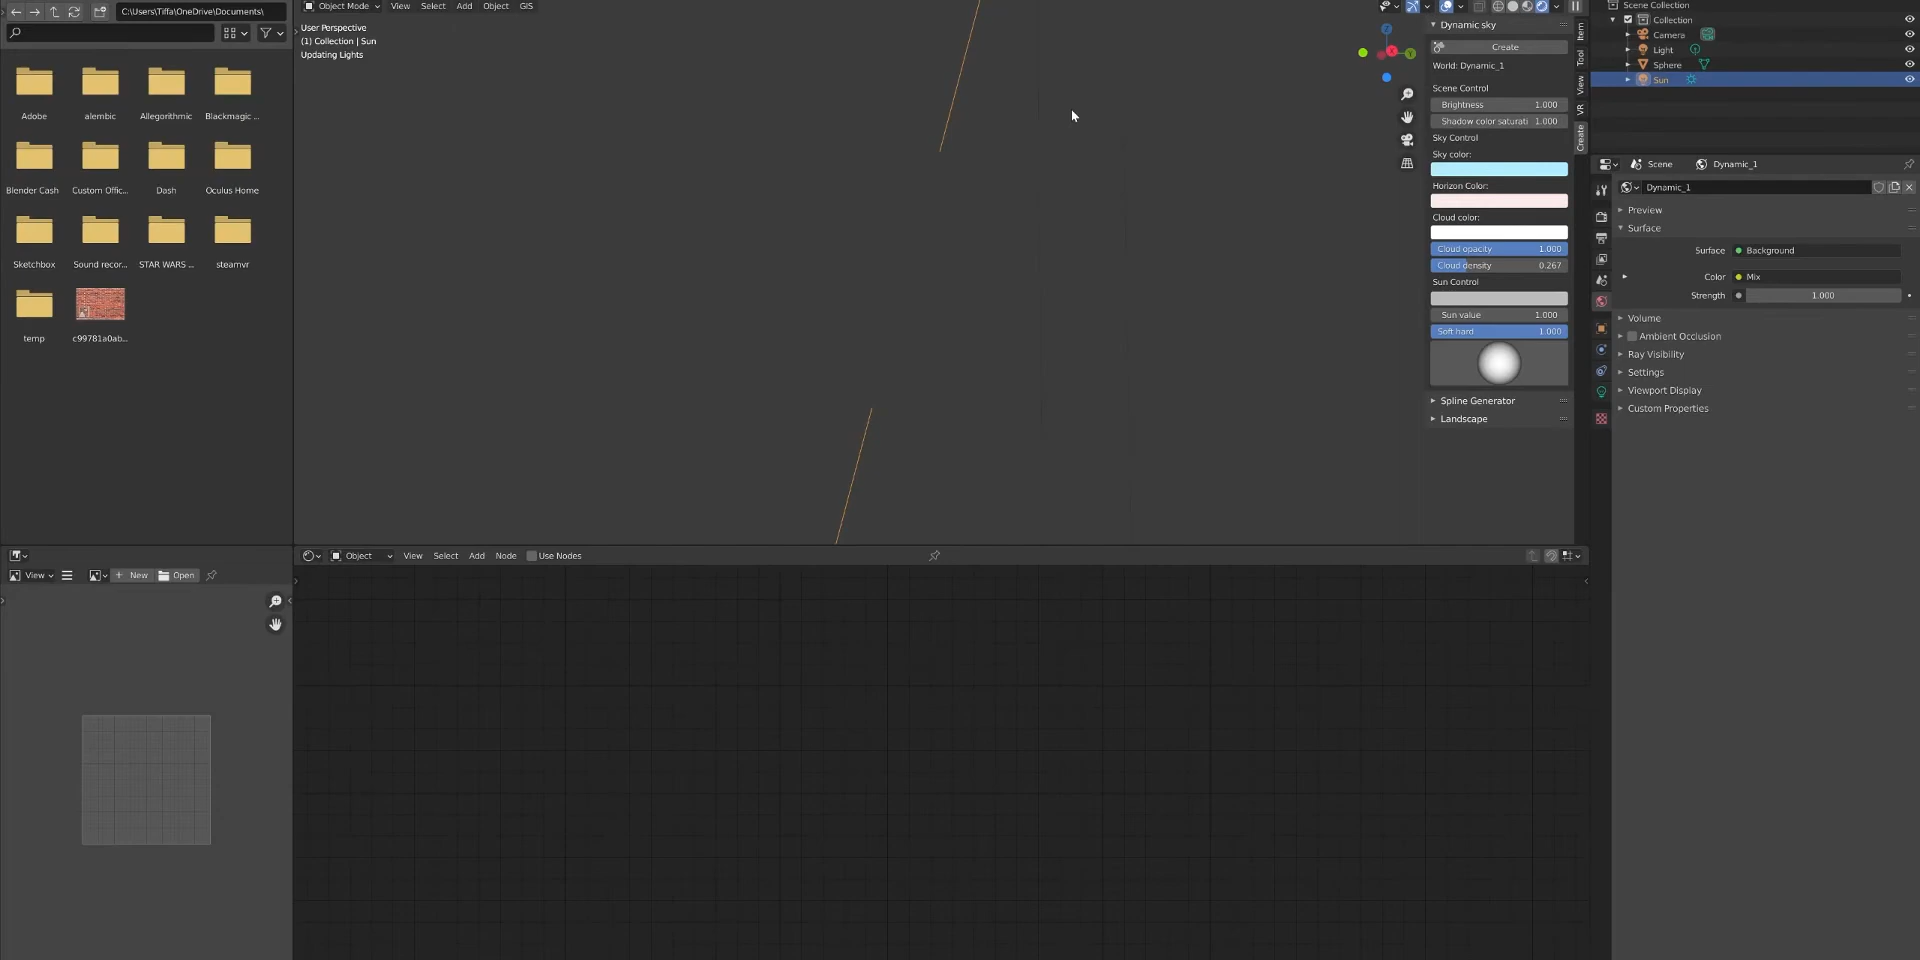 C:\Users\Tiffa\OneDrive\Documents\
Adobe
alembic
Allegorithmic
Blackmagic ...
Blender Cash
Custom Offic...
Dash
Oculus Home
Sketchbox
Sound recor...
STAR WARS ...
steamvr
temp
c99781a0ab...
Object Mode View Select Add Object GIS
User Perspective
(1) Collection | Sun
Updating Lights
Dynamic sky
Create
World: Dynamic_1
Scene Control
Brightness 1.000
Shadow color saturati 1.000
Sky Control
Sky color:
Horizon Color:
Cloud color:
Cloud opacity 1.000
Cloud density 0.267
Sun Control
Sun value 1.000
Soft hard 1.000
Spline Generator
Landscape
Item
Tool
View
VR
Create
Scene Collection
Collection
Camera
Light
Sphere
Sun
Scene Dynamic_1
Dynamic_1
Preview
Surface
Surface Background
Color Mix
Strength 1.000
Volume
Ambient Occlusion
Ray Visibility
Settings
Viewport Display
Custom Properties
View New Open
Object View Select Add Node Use Nodes